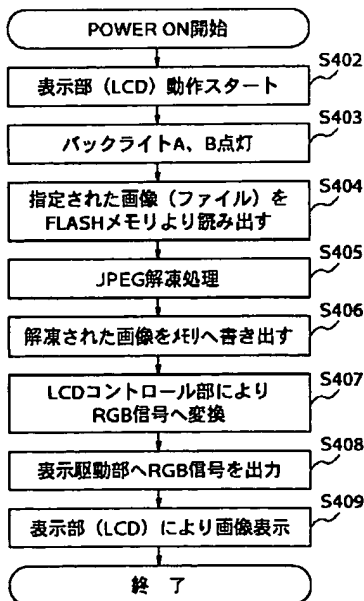 POWER ON開始
S402
表示部（LCD）動作スタート
S403
バックライトA、B点灯
S404
指定された画像（ファイル）を
FLASHメモリより読み出す
S405
JPEG解凍処理
S406
解凍された画像をメモリへ書き出す
S407
LCDコントロール部により
RGB信号へ変換
S408
表示駆動部へRGB信号を出力
S409
表示部（LCD）により画像表示
終　了